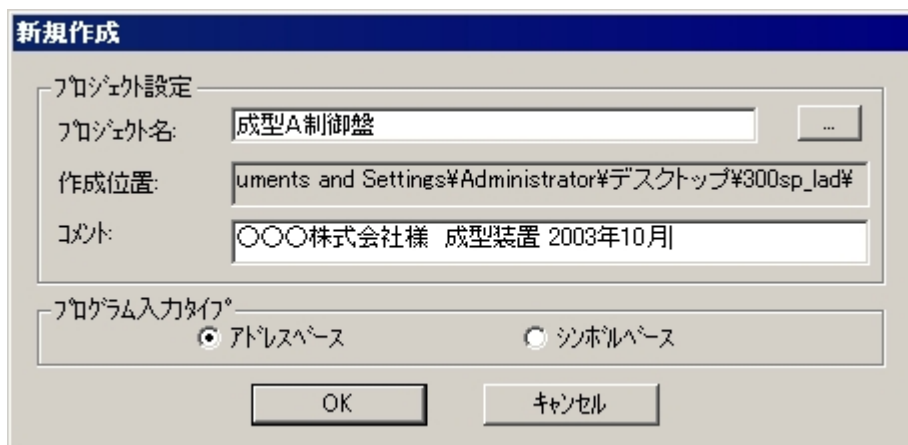 新規作成
プロジェクト設定
プロジェクト名:
成型A制御盤
...
作成位置:
uments and Settings¥Administrator¥デスクトップ¥300sp_lad¥
コメント:
〇〇〇株式会社様 成型装置 2003年10月
プログラム入力タイプ
アドレスベース
シンボルベース
OK
キャンセル